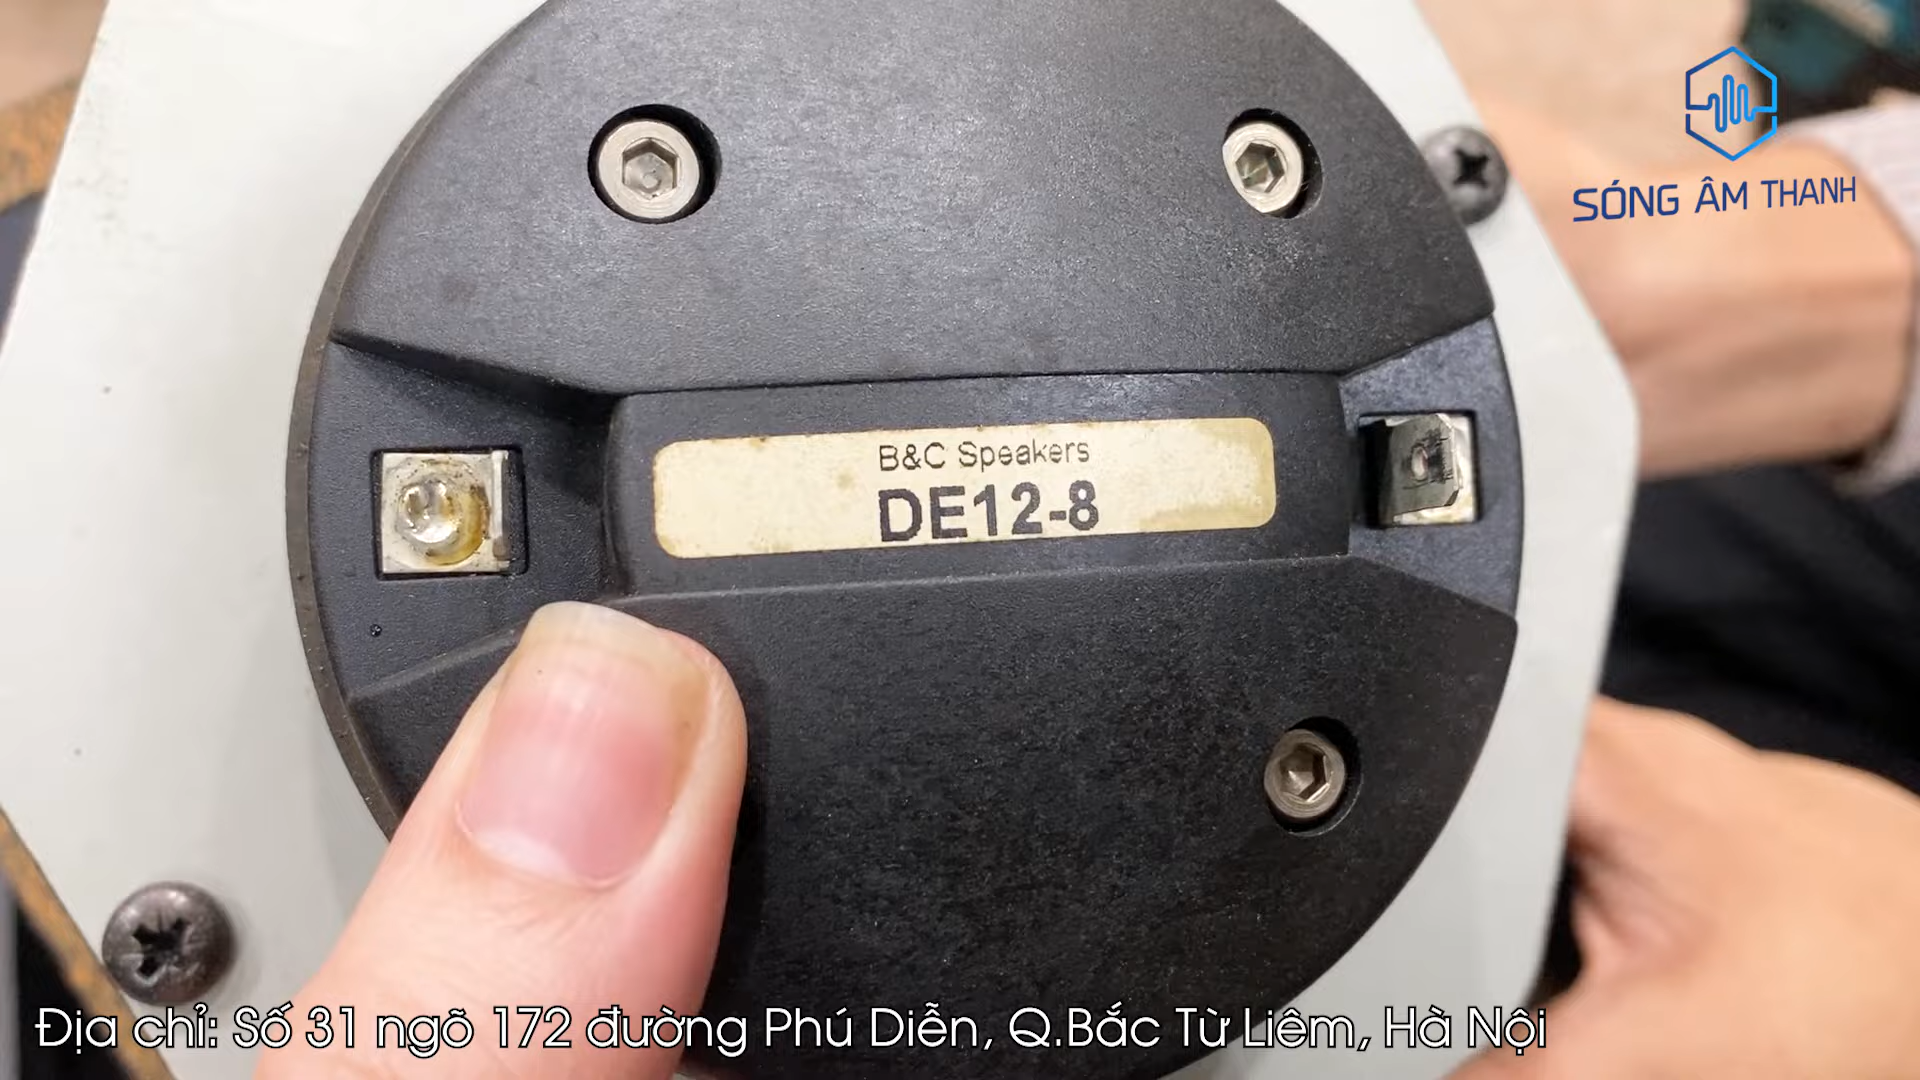 SÓNG ÂM THANH
B&C Speakers
DE12-8
Địa chỉ: Số 31 ngõ 172 đường Phú Diễn, Q.Bắc Từ Liêm, Hà Nội